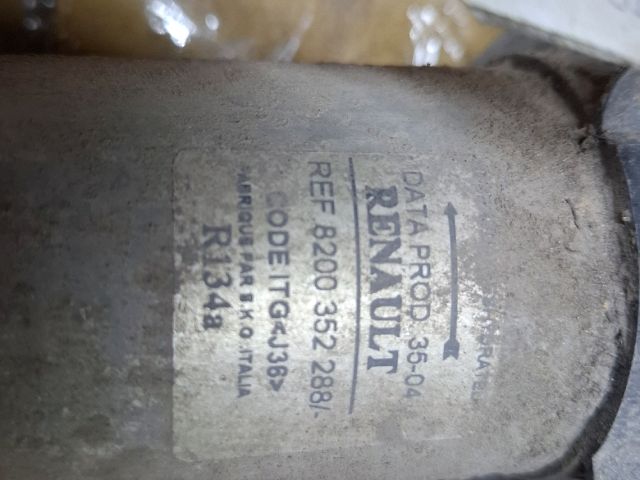 DATA PROD. 35-04
RENAULT
REF 8200 352 288/-
CODE ITG<J36>
FABRIQUE PAR S.K.O ITALIA
R134a